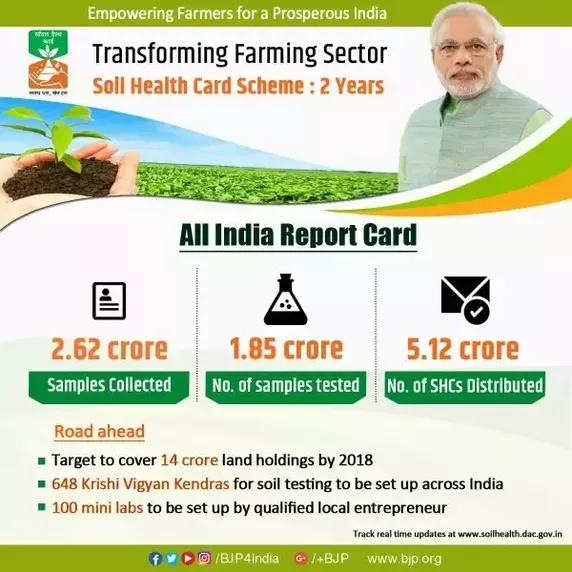 Empowering Farmers for a Prosperous India
सॉयल हेल्थ
कार्ड
स्वस्थ धरा, खेत हरा
Transforming Farming Sector
Soil Health Card Scheme : 2 Years
All India Report Card
2.62 crore
1.85 crore
5.12 crore
Samples Collected
No. of samples tested
No. of SHCs Distributed
Road ahead
Target to cover 14 crore land holdings by 2018
648 Krishi Vigyan Kendras for soil testing to be set up across India
100 mini labs to be set up by qualified local entrepreneur
Track real time updates at www.soilhealth.dac.gov.in
/BJP4India
/+BJP
www.bjp.org